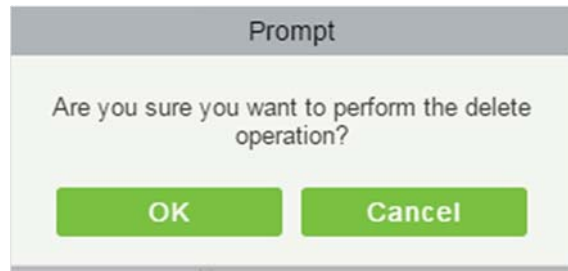 Prompt
Are you sure you want to perform the delete
operation?
OK
Cancel